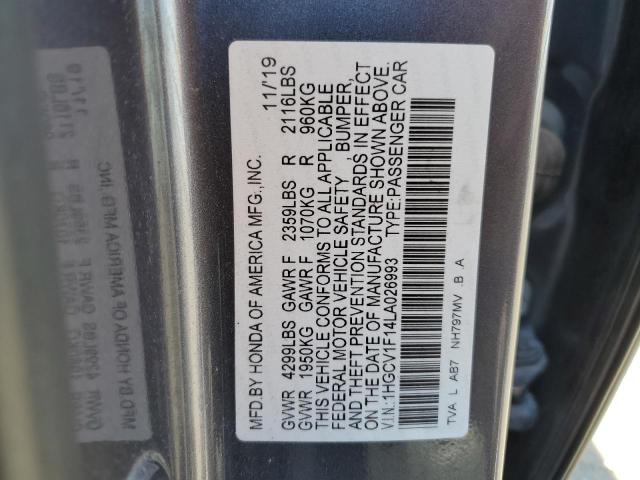 MFD.BY HONDA OF AMERICA MFG.,INC. 11/'19
GVWR 4299LBS GAWR F 2359LBS R 2116LBS
GVWR 1950KG GAWR F 1070KG R 960KG
THIS VEHICLE CONFORMS TO ALL APPLICABLE
FEDERAL MOTOR VEHICLE SAFETY BUMPER,
AND THEFT PREVENTION STANDARDS IN EFFECT
ON THE DATE OF MANUFACTURE SHOWN ABOVE.
V.I.N.:1HGCV1F14LA026993 TYPE:PASSENGER CAR
TVA L AB7 NH797MV .B .A